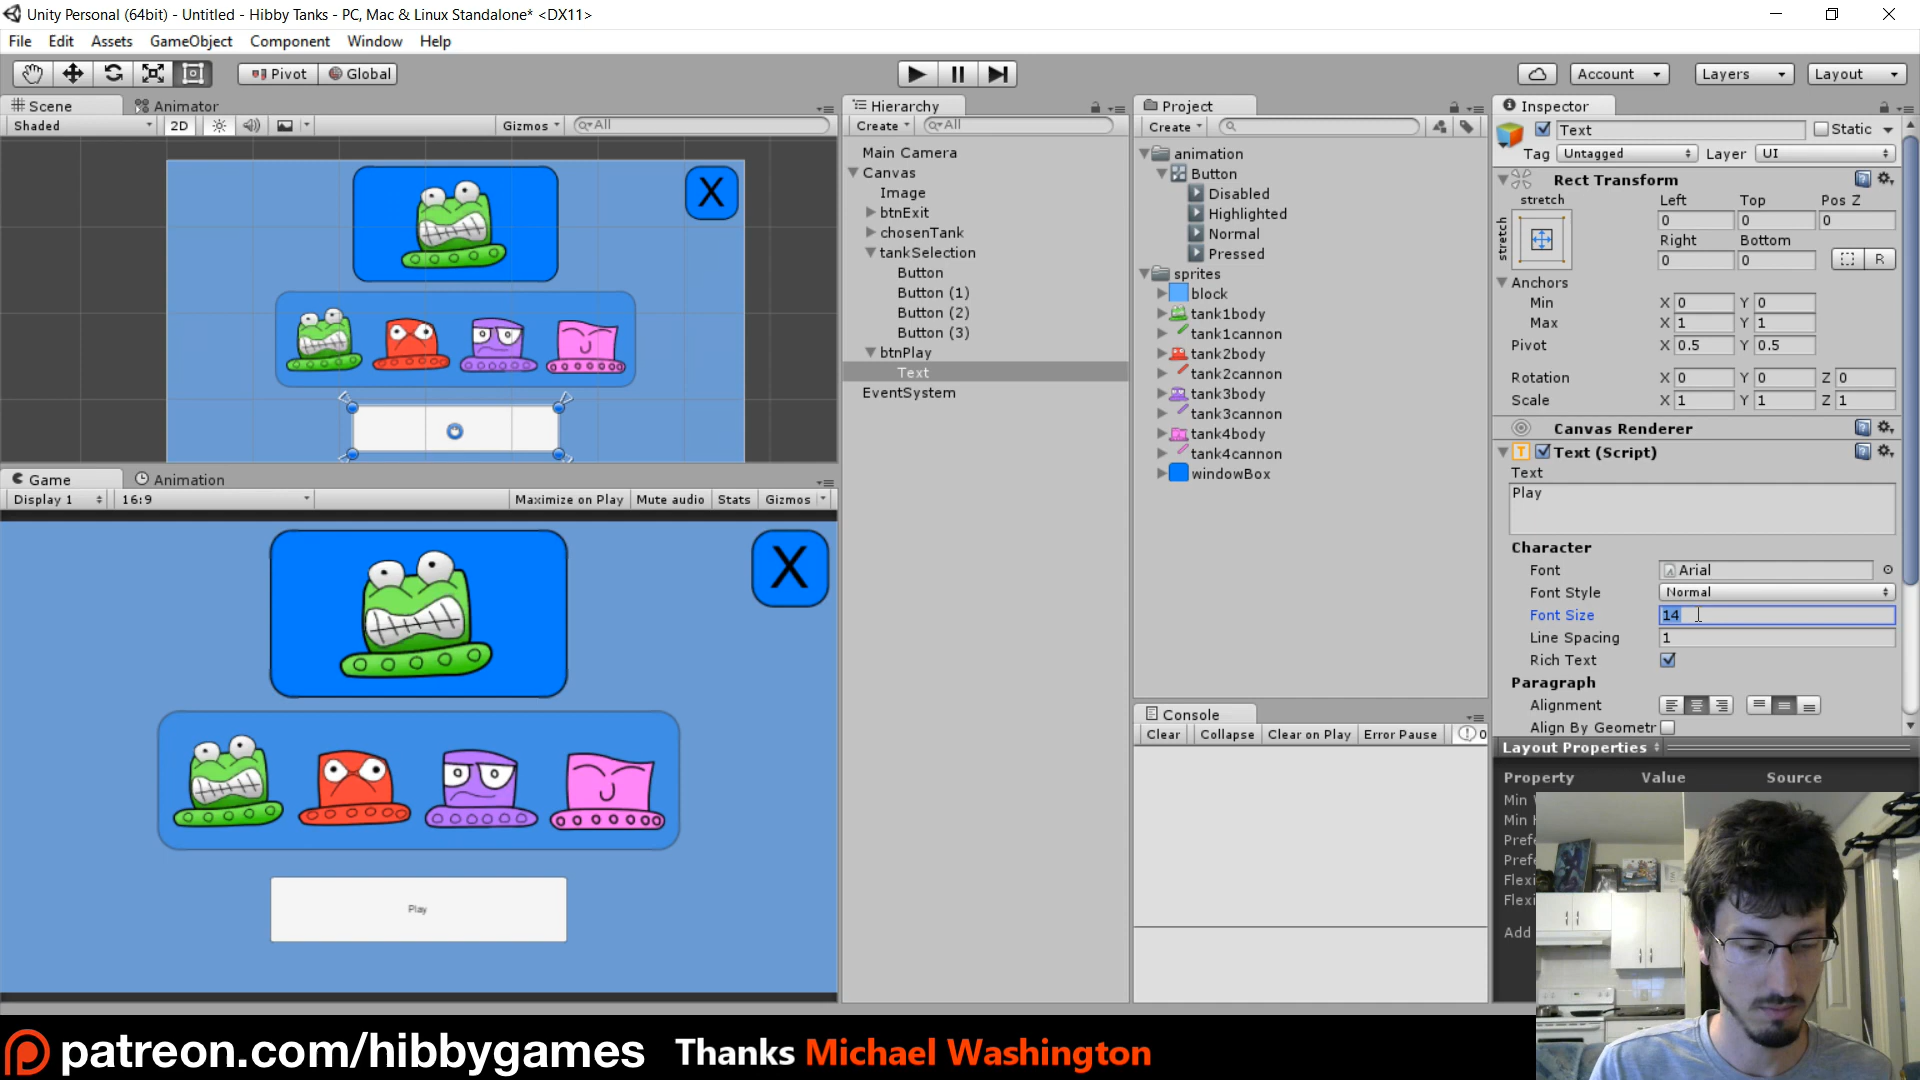 Unity Personal (64bit) - Untitled - Hibby Tanks - PC, Mac & Linux Standalone* <DX11>
File Edit Assets GameObject Component Window Help
Pivot Global Account Layers Layout
Scene Animator
Shaded 2D Gizmos All
X
Game Animation
Display 1 16:9 Maximize on Play Mute audio Stats Gizmos
X
Play
Hierarchy
Create All
Main Camera
Canvas
Image
btnExit
chosenTank
tankSelection
Button
Button (1)
Button (2)
Button (3)
btnPlay
Text
EventSystem
Project
Create
animation
Button
Disabled
Highlighted
Normal
Pressed
sprites
block
tank1body
tank1cannon
tank2body
tank2cannon
tank3body
tank3cannon
tank4body
tank4cannon
windowBox
Console
Clear Collapse Clear on Play Error Pause 0
Inspector
Text Static
Tag Untagged Layer UI
Rect Transform
stretch Left Top Pos Z
stretch 0 0 0
Right Bottom
0 0 R
Anchors
Min X 0 Y 0
Max X 1 Y 1
Pivot X 0.5 Y 0.5
Rotation X 0 Y 0 Z 0
Scale X 1 Y 1 Z 1
Canvas Renderer
T Text (Script)
Text
Play
Character
Font Arial
Font Style Normal
Font Size 14
Line Spacing 1
Rich Text
Paragraph
Alignment
Align By Geometr
Layout Properties
Property Value Source
Min
Min
Pref
Pref
Flex
Flex
Add
patreon.com/hibbygames Thanks Michael Washington